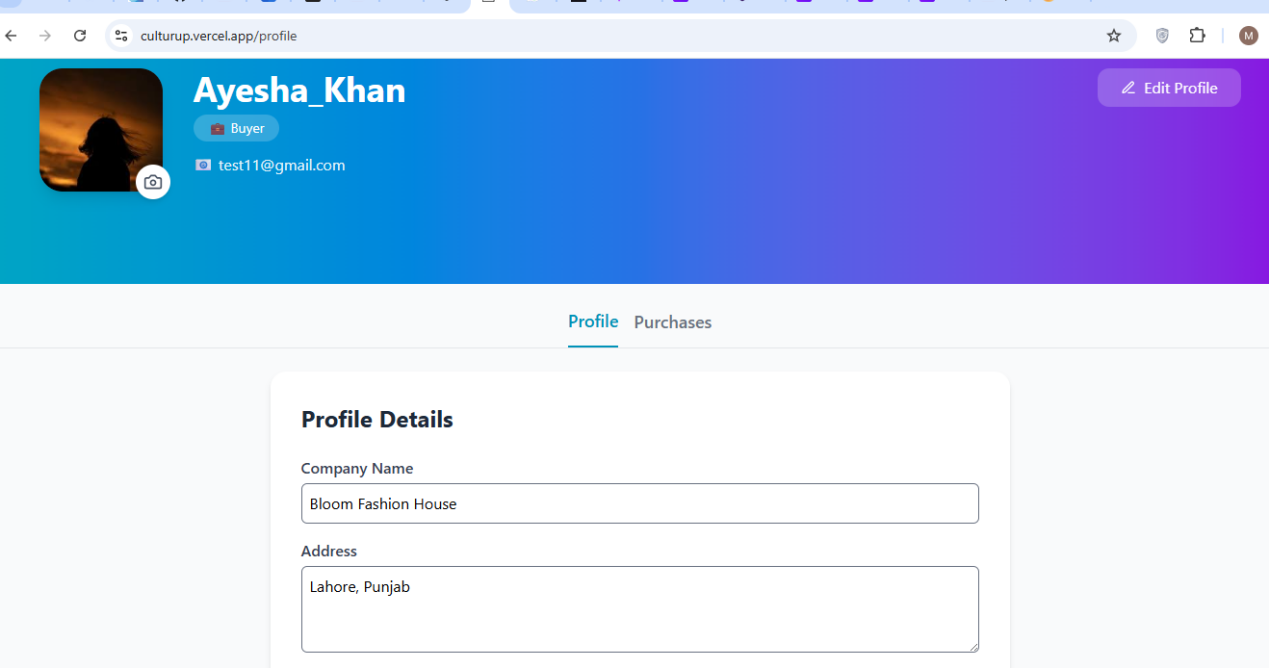 culturup.vercel.app/profile
M
Ayesha_Khan
Edit Profile
Buyer
test11@gmail.com
Profile Purchases
Profile Details
Company Name
Bloom Fashion House
Address
Lahore, Punjab